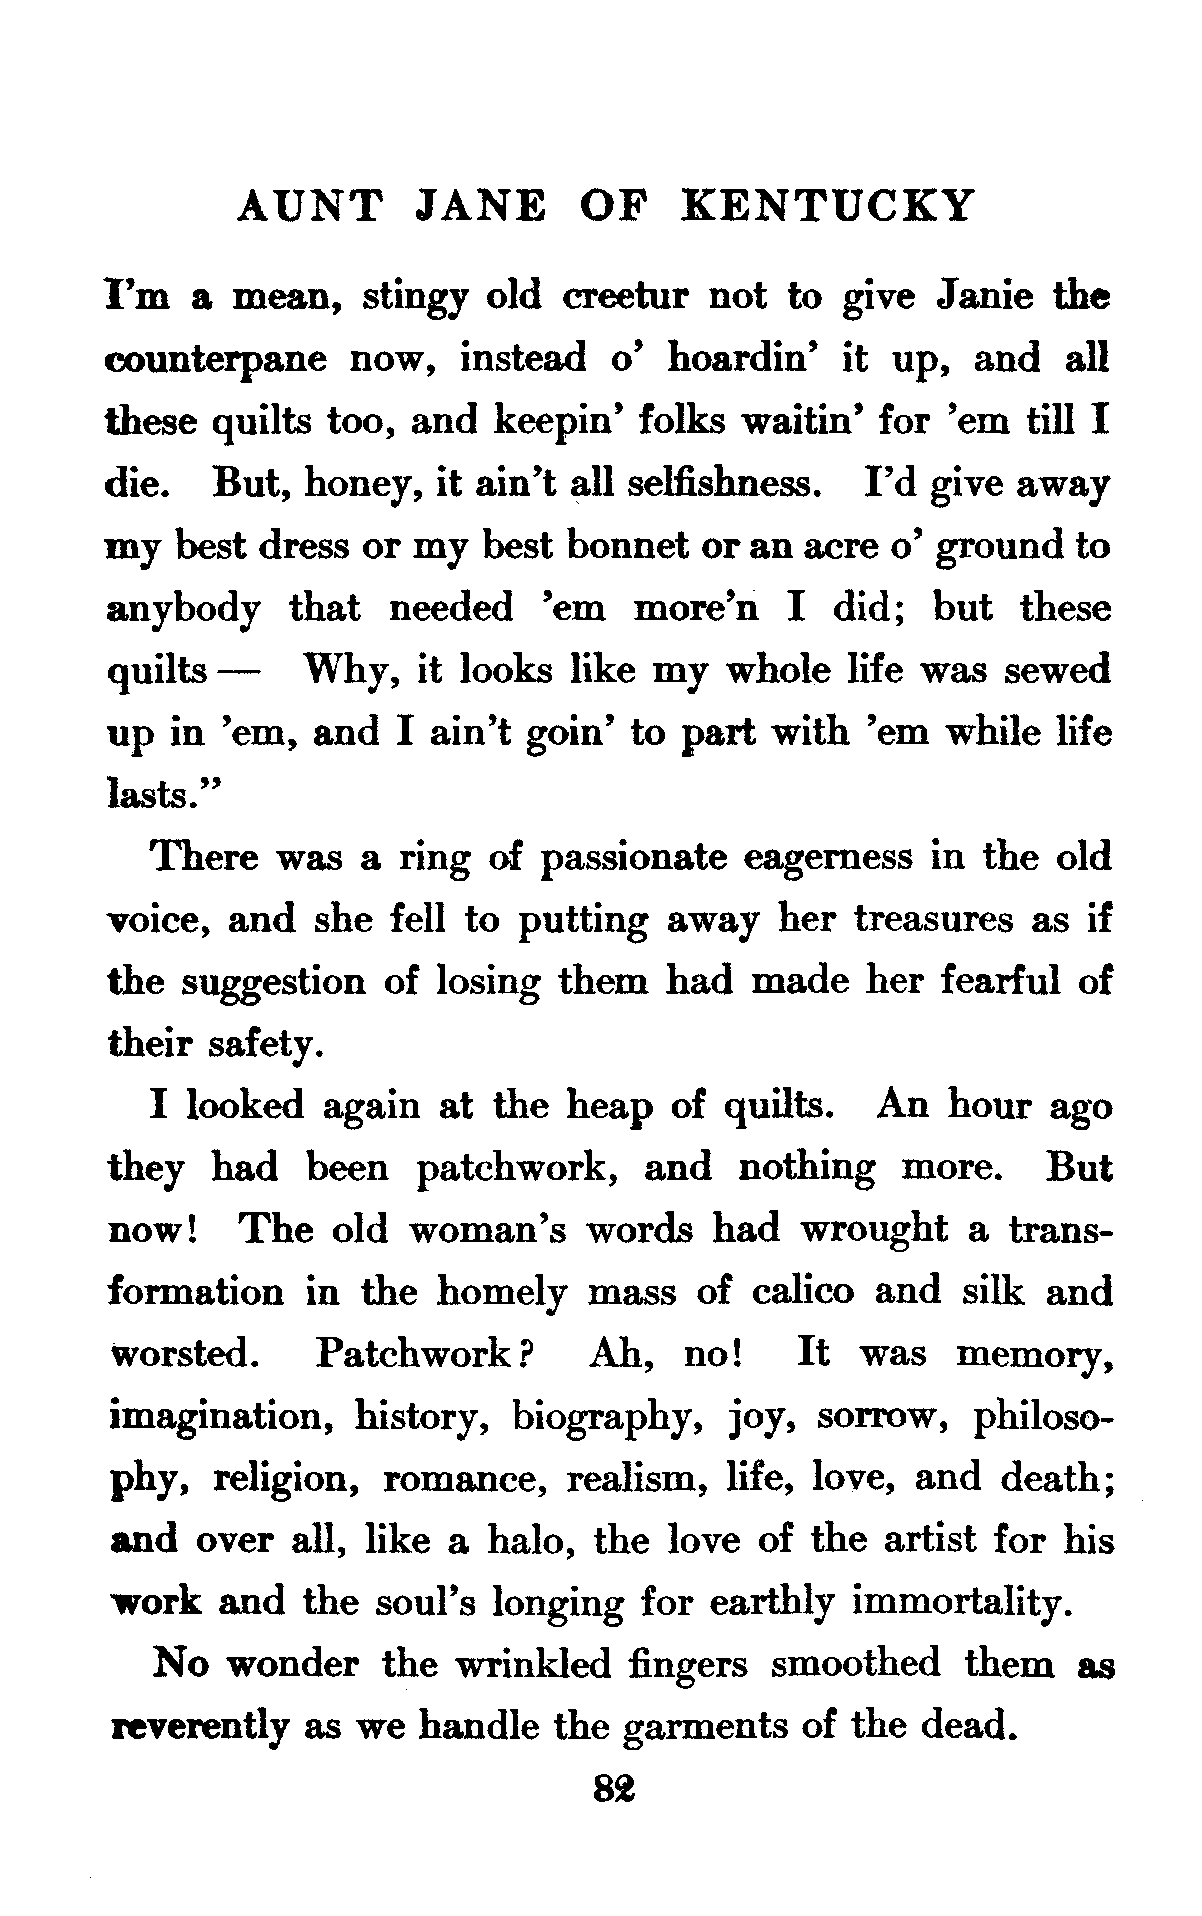 AUNT JANE OF KENTUCKY
I'm a mean, stingy old creetur not to give Janie the
counterpane now, instead o' hoardin' it up, and all
these quilts too, and keepin' folks waitin' for 'em till I
die. But, honey, it ain't all selfishness. I'd give away
my best dress or my best bonnet or an acre o' ground to
anybody that needed 'em more'n I did; but these
quilts — Why, it looks like my whole life was sewed
up in 'em, and I ain't goin' to part with 'em while life
lasts."
There was a ring of passionate eagerness in the old
voice, and she fell to putting away her treasures as if
the suggestion of losing them had made her fearful of
their safety.
I looked again at the heap of quilts. An hour ago
they had been patchwork, and nothing more. But
now! The old woman's words had wrought a trans-
formation in the homely mass of calico and silk and
worsted. Patchwork? Ah, no! It was memory,
imagination, history, biography, joy, sorrow, philoso-
phy, religion, romance, realism, life, love, and death;
and over all, like a halo, the love of the artist for his
work and the soul's longing for earthly immortality.
No wonder the wrinkled fingers smoothed them as
reverently as we handle the garments of the dead.
82